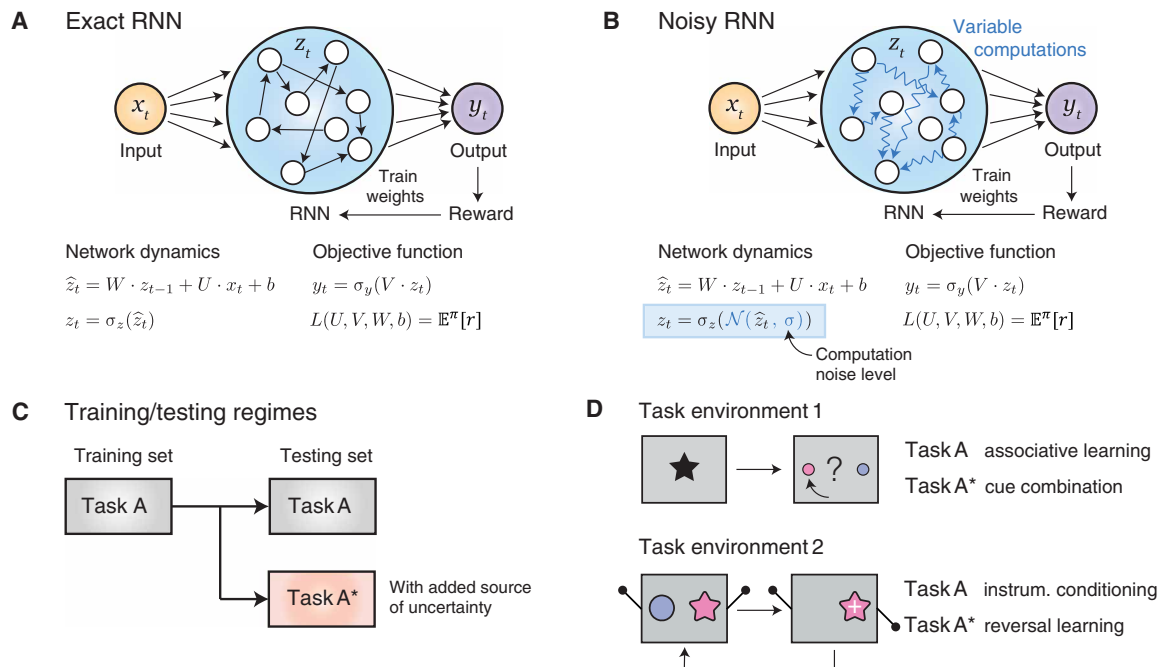 A Exact RNN
z_t
x_t
y_t
Input
Output
Train
weights
RNN
Reward
Network dynamics
Objective function
ẑ_t = W · z_{t−1} + U · x_t + b
y_t = σ_y(V · z_t)
z_t = σ_z(ẑ_t)
L(U, V, W, b) = 𝔼^π[r]
B Noisy RNN
z_t
Variable
computations
x_t
y_t
Input
Output
Train
weights
RNN
Reward
Network dynamics
Objective function
ẑ_t = W · z_{t−1} + U · x_t + b
y_t = σ_y(V · z_t)
z_t = σ_z(𝒩(ẑ_t, σ))
L(U, V, W, b) = 𝔼^π[r]
Computation
noise level
C Training/testing regimes
Training set
Testing set
Task A
Task A
Task A*
With added source
of uncertainty
D Task environment 1
?
Task A associative learning
Task A* cue combination
Task environment 2
+
Task A instrum. conditioning
Task A* reversal learning